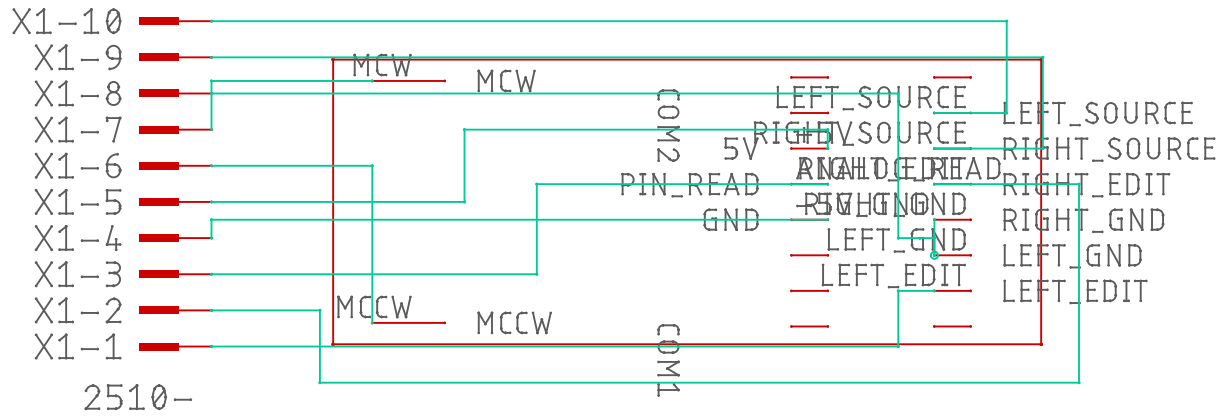 X1-10
X1-9
X1-8
X1-7
X1-6
X1-5
X1-4
X1-3
X1-2
X1-1
2510-
MCW
MCW
MCCW
MCCW
COM2
COM1
5V
PIN_READ
GND
LEFT_SOURCE
RIGHT_SOURCE
LEFT_GND
LEFT_EDIT
LEFT_SOURCE
RIGHT_SOURCE
RIGHT_EDIT
RIGHT_GND
LEFT_GND
LEFT_EDIT